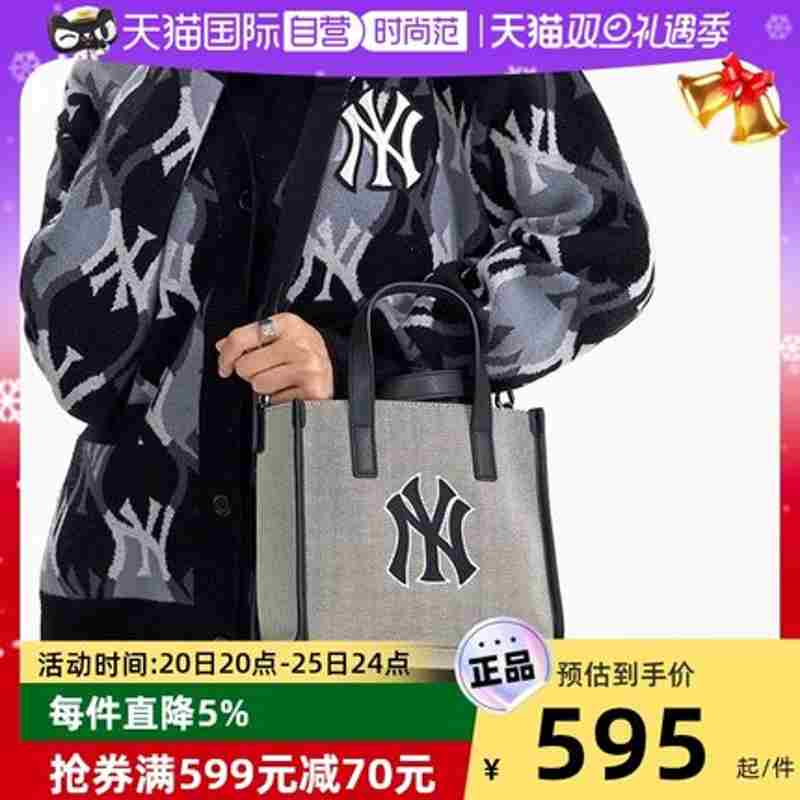 天猫国际 自营 时尚范 天猫双旦礼遇季
NY
NY
活动时间:20日20点-25日24点
每件直降5%
抢券满599元减70元
正品
预估到手价
¥ 595 起/件